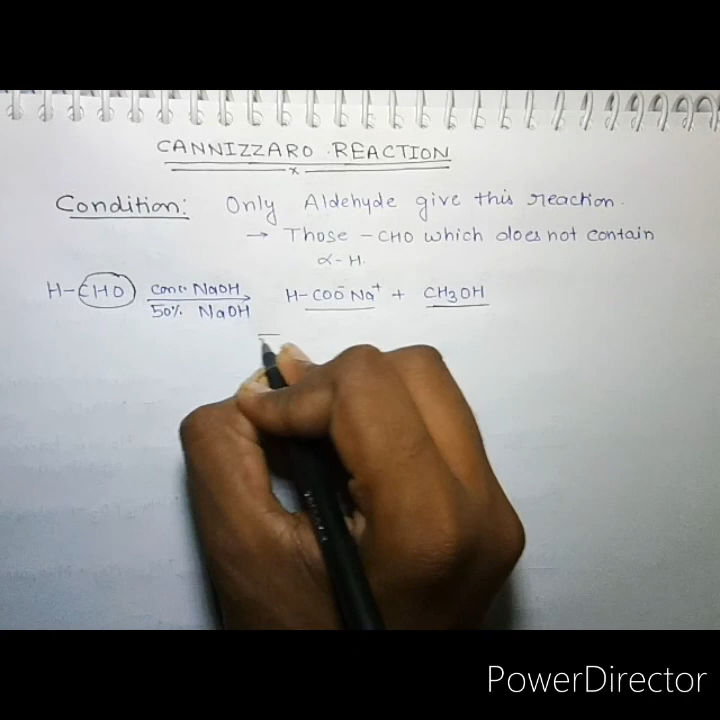 CANNIZZARO REACTION
x
Condition: Only Aldehyde give this reaction.
→ Those -CHO which does not contain
α-H.
H-CHO conc. NaOH H-COO⁻Na⁺ + CH3OH
50% NaOH
PowerDirector